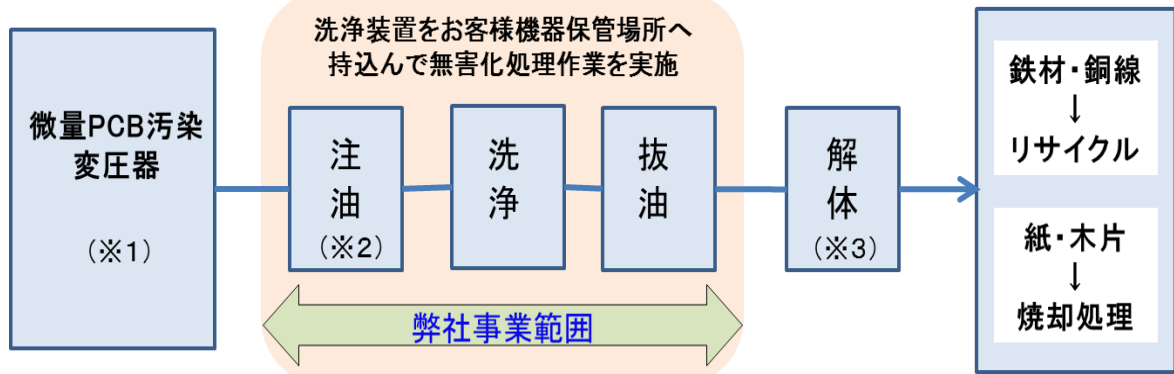 洗浄装置をお客様機器保管場所へ
持込んで無害化処理作業を実施
微量PCB汚染
変圧器
(※1)
注油
(※2)
洗浄
抜油
解体
(※3)
鉄材・銅線
↓
リサイクル
紙・木片
↓
焼却処理
弊社事業範囲